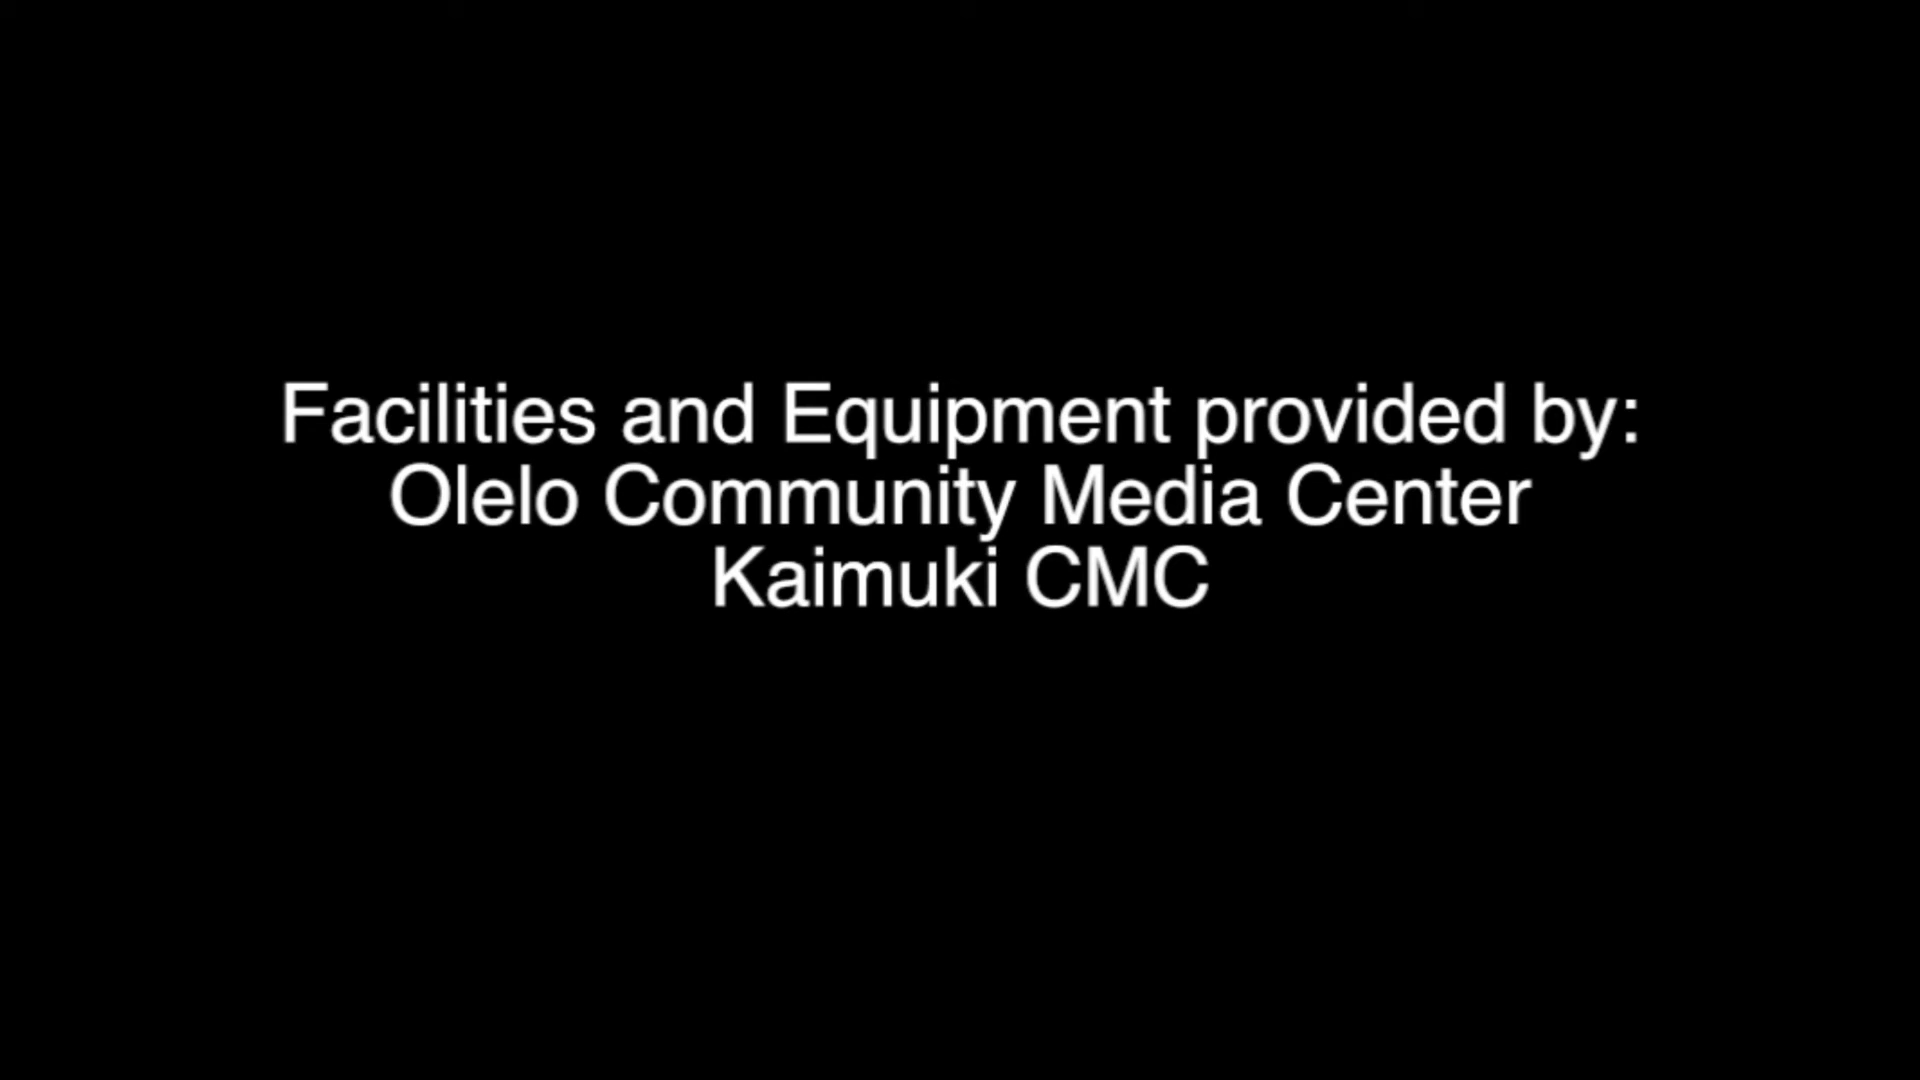 Facilities and Equipment provided by:
Olelo Community Media Center
Kaimuki CMC